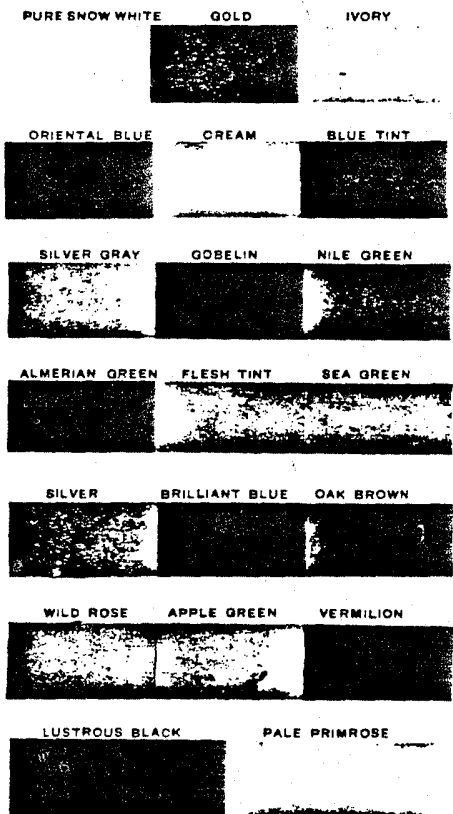 PURE SNOW WHITE GOLD IVORY
ORIENTAL BLUE CREAM BLUE TINT
SILVER GRAY GOBELIN NILE GREEN
ALMERIAN GREEN FLESH TINT SEA GREEN
SILVER BRILLIANT BLUE OAK BROWN
WILD ROSE APPLE GREEN VERMILION
LUSTROUS BLACK PALE PRIMROSE